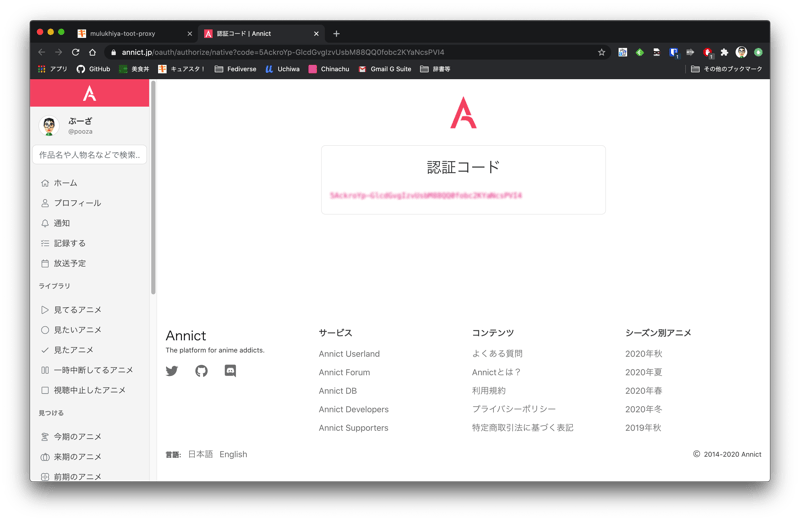 mulukhiya-toot-proxy
認証コード | Annict
annict.jp/oauth/authorize/native?code=5AckroYp-GlcdGvgIzvUsbM88QQ0fobc2KYaNcsPVI4
アプリ
GitHub
美食丼
キュアスタ！
Fediverse
Uchiwa
Chinachu
Gmail G Suite
辞書等
その他のブックマーク
ぶーざ
@pooza
作品名や人物名などで検索...
ホーム
プロフィール
通知
記録する
放送予定
ライブラリ
見てるアニメ
見たいアニメ
見たアニメ
一時中断してるアニメ
視聴中止したアニメ
見つける
今期のアニメ
来期のアニメ
前期のアニメ
認証コード
Annict
The platform for anime addicts.
サービス
Annict Userland
Annict Forum
Annict DB
Annict Developers
Annict Supporters
コンテンツ
よくある質問
Annictとは？
利用規約
プライバシーポリシー
特定商取引法に基づく表記
シーズン別アニメ
2020年秋
2020年夏
2020年春
2020年冬
2019年秋
言語: 日本語 English
© 2014-2020 Annict